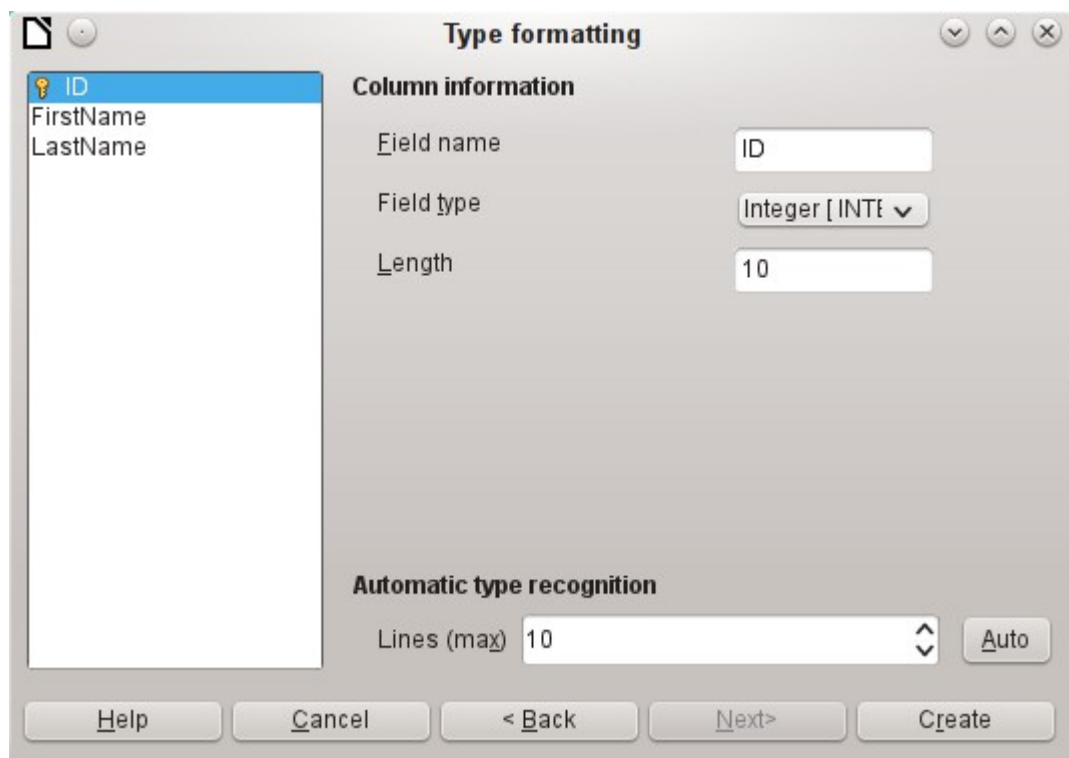 Type formatting
ID
FirstName
LastName
Column information
Field name
ID
Field type
Integer [ INTE
Length
10
Automatic type recognition
Lines (max) 10 Auto
Help Cancel < Back Next> Create